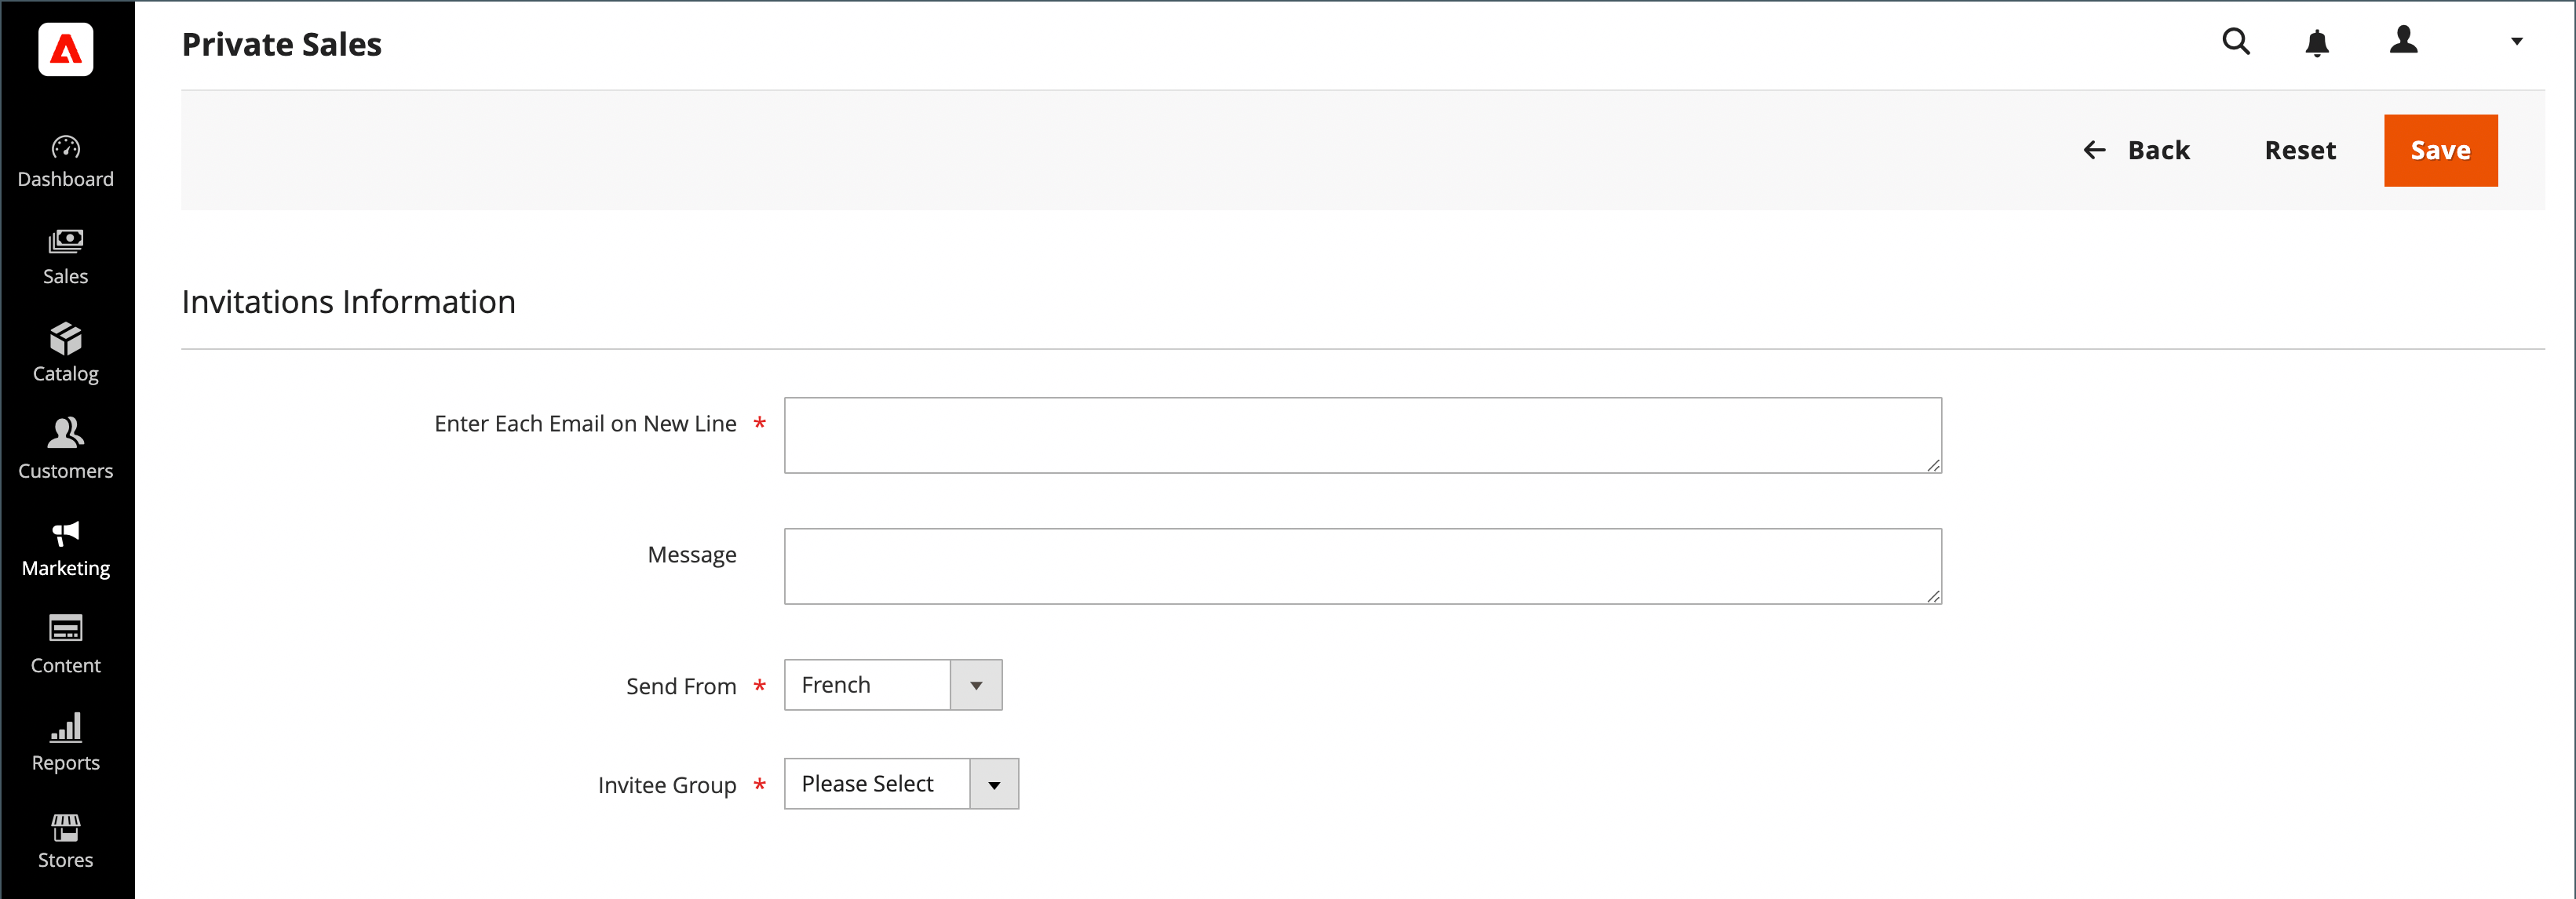 Private Sales
Back
Reset
Save
Dashboard
Sales
Catalog
Customers
Marketing
Content
Reports
Stores
Invitations Information
Enter Each Email on New Line *
Message
Send From * French
Invitee Group * Please Select